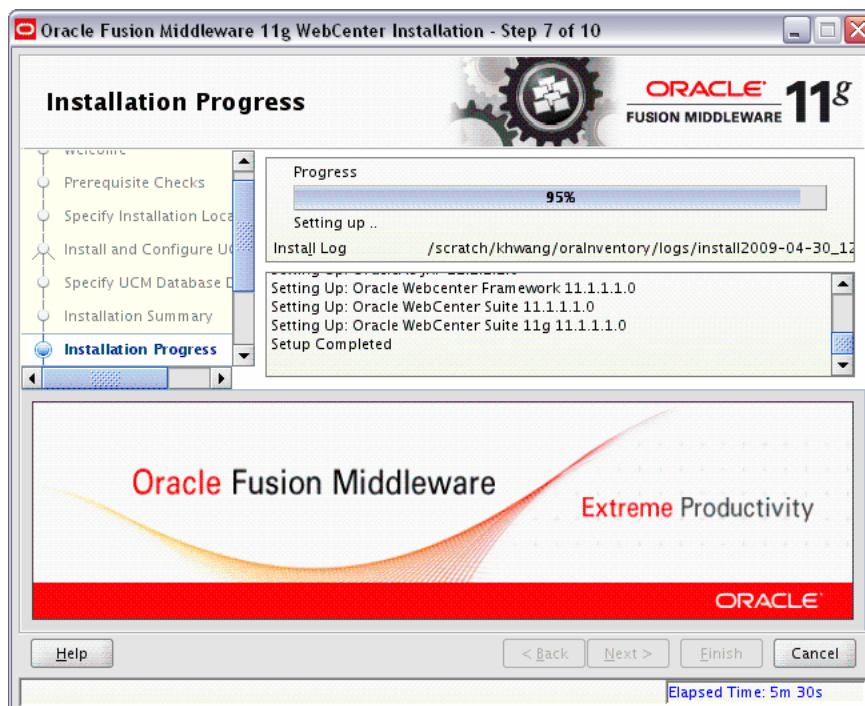 Oracle Fusion Middleware 11g WebCenter Installation - Step 7 of 10
Installation Progress
ORACLE
FUSION MIDDLEWARE
11g
Welcome
Prerequisite Checks
Specify Installation Loca
Install and Configure UC
Specify UCM Database D
Installation Summary
Installation Progress
Progress
95%
Setting up ..
Install Log /scratch/khwang/oraInventory/logs/install2009-04-30_12
Setting Up: Oracle Webcenter Framework 11.1.1.1.0
Setting Up: Oracle WebCenter Suite 11.1.1.1.0
Setting Up: Oracle WebCenter Suite 11g 11.1.1.1.0
Setup Completed
Oracle Fusion Middleware
Extreme Productivity
ORACLE
Help
< Back
Next >
Finish
Cancel
Elapsed Time: 5m 30s